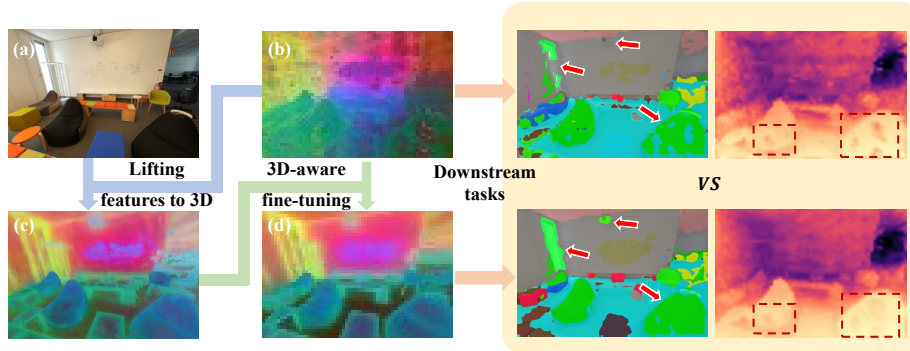 (a)
(b)
Lifting
features to 3D
3D-aware
fine-tuning
Downstream
tasks
VS
(c)
(d)